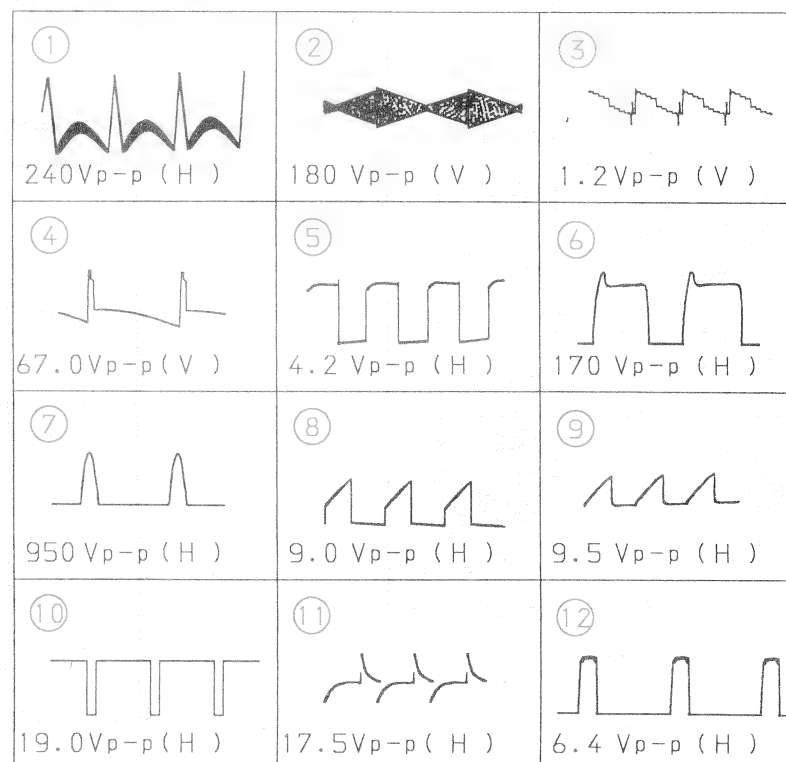 1
2
3
240Vp-p (H )
180 Vp-p (V )
1.2Vp-p (V )
4
5
6
67.0Vp-p(V )
4.2 Vp-p (H )
170 Vp-p (H )
7
8
9
950 Vp-p (H )
9.0 Vp-p (H )
9.5 Vp-p (H )
10
11
12
19.0Vp-p(H )
17.5Vp-p(H )
6.4 Vp-p(H )